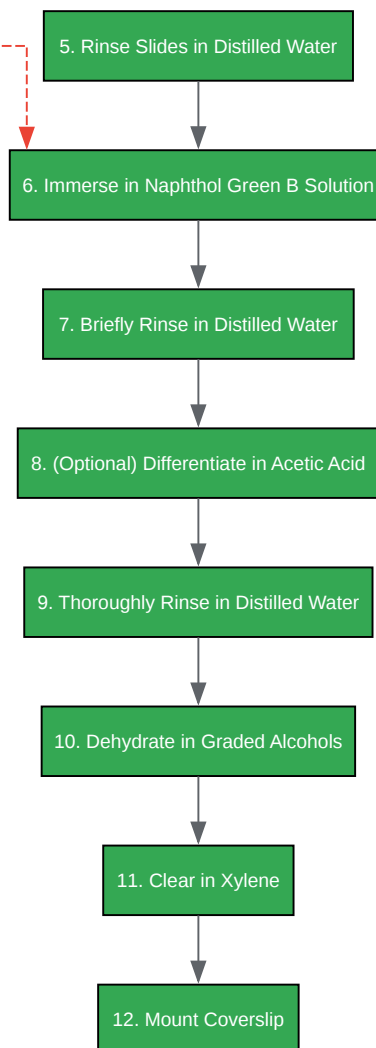 5. Rinse Slides in Distilled Water
6. Immerse in Naphthol Green B Solution
7. Briefly Rinse in Distilled Water
8. (Optional) Differentiate in Acetic Acid
9. Thoroughly Rinse in Distilled Water
10. Dehydrate in Graded Alcohols
11. Clear in Xylene
12. Mount Coverslip